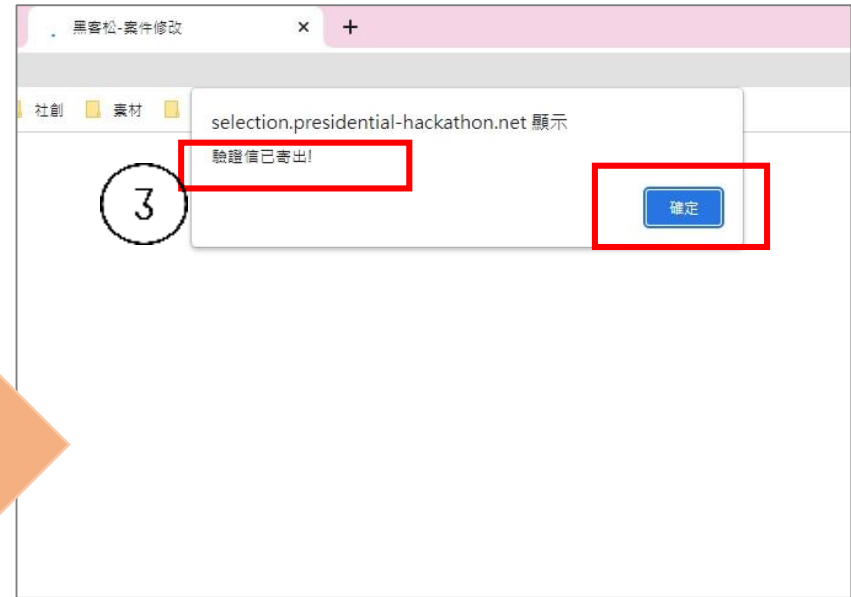 黑客松-案件修改
社創 素材
selection.presidential-hackathon.net 顯示
驗證信已寄出!
3
確定